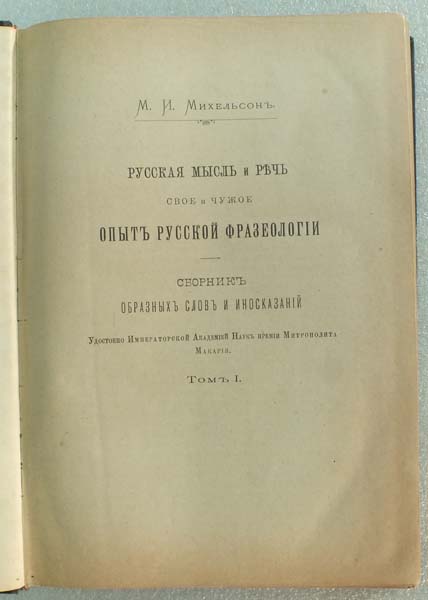 М. И. Михельсонъ.
РУССКАЯ МЫСЛЬ и РѢЧЬ
СВОЕ и ЧУЖОЕ
ОПЫТЪ РУССКОЙ ФРАЗЕОЛОГІИ
СБОРНИКЪ
ОБРАЗНЫХЪ СЛОВЪ И ИНОСКАЗАНІЙ
Удостоено Императорской Академіей Наукъ преміи Митрополита
Макарія.
Томъ I.